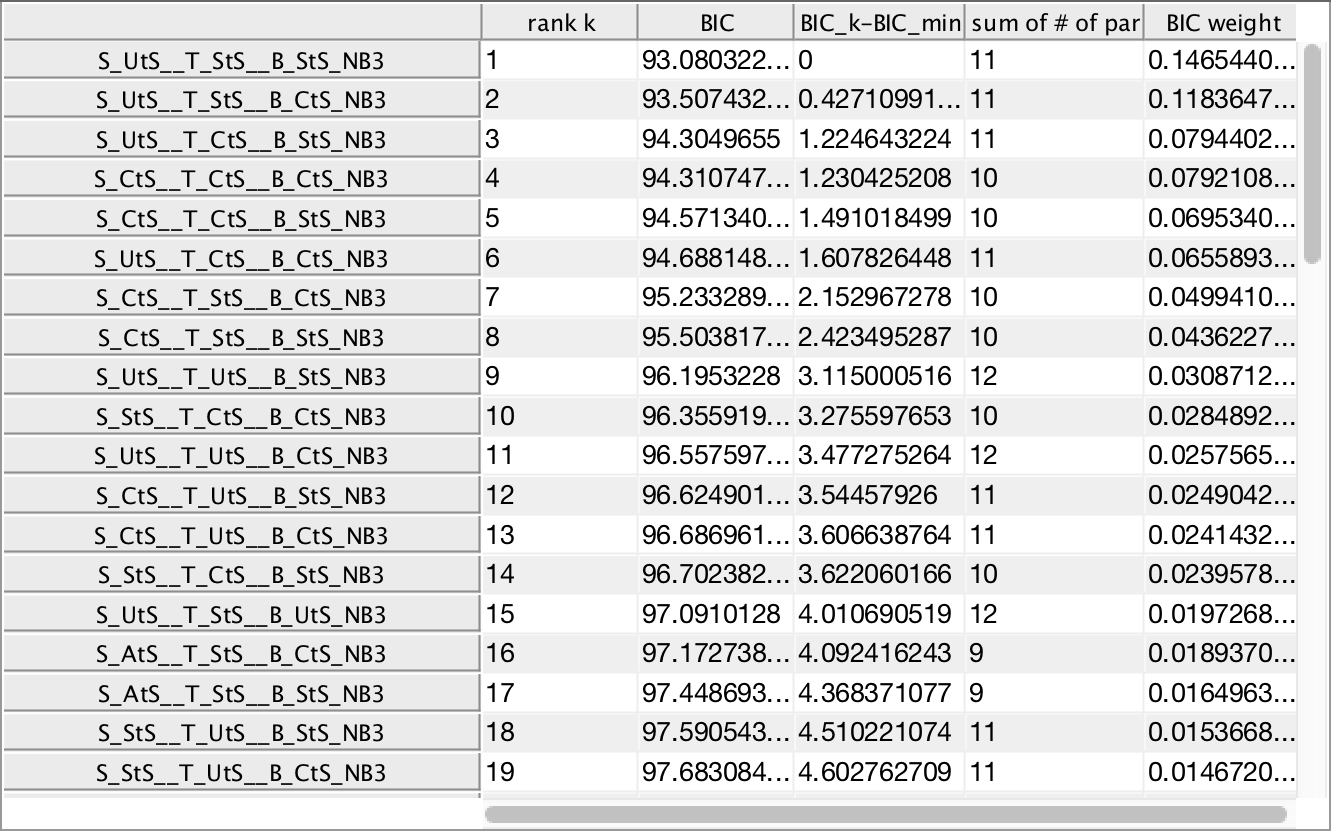 rank k BIC BIC_k-BIC_min sum of # of par BIC weight
S_UtS__T_StS__B_StS_NB3 1 93.080322... 0 11 0.1465440...
S_UtS__T_StS__B_CtS_NB3 2 93.507432... 0.42710991... 11 0.1183647...
S_UtS__T_CtS__B_StS_NB3 3 94.3049655 1.224643224 11 0.0794402...
S_CtS__T_CtS__B_CtS_NB3 4 94.310747... 1.230425208 10 0.0792108...
S_CtS__T_CtS__B_StS_NB3 5 94.571340... 1.491018499 10 0.0695340...
S_UtS__T_CtS__B_CtS_NB3 6 94.688148... 1.607826448 11 0.0655893...
S_CtS__T_StS__B_CtS_NB3 7 95.233289... 2.152967278 10 0.0499410...
S_CtS__T_StS__B_StS_NB3 8 95.503817... 2.423495287 10 0.0436227...
S_UtS__T_UtS__B_StS_NB3 9 96.1953228 3.115000516 12 0.0308712...
S_StS__T_CtS__B_CtS_NB3 10 96.355919... 3.275597653 10 0.0284892...
S_UtS__T_UtS__B_CtS_NB3 11 96.557597... 3.477275264 12 0.0257565...
S_CtS__T_UtS__B_StS_NB3 12 96.624901... 3.54457926 11 0.0249042...
S_CtS__T_UtS__B_CtS_NB3 13 96.686961... 3.606638764 11 0.0241432...
S_StS__T_CtS__B_StS_NB3 14 96.702382... 3.622060166 10 0.0239578...
S_UtS__T_StS__B_UtS_NB3 15 97.0910128 4.010690519 12 0.0197268...
S_AtS__T_StS__B_CtS_NB3 16 97.172738... 4.092416243 9 0.0189370...
S_AtS__T_StS__B_StS_NB3 17 97.448693... 4.368371077 9 0.0164963...
S_StS__T_UtS__B_StS_NB3 18 97.590543... 4.510221074 11 0.0153668...
S_StS__T_UtS__B_CtS_NB3 19 97.683084... 4.602762709 11 0.0146720...